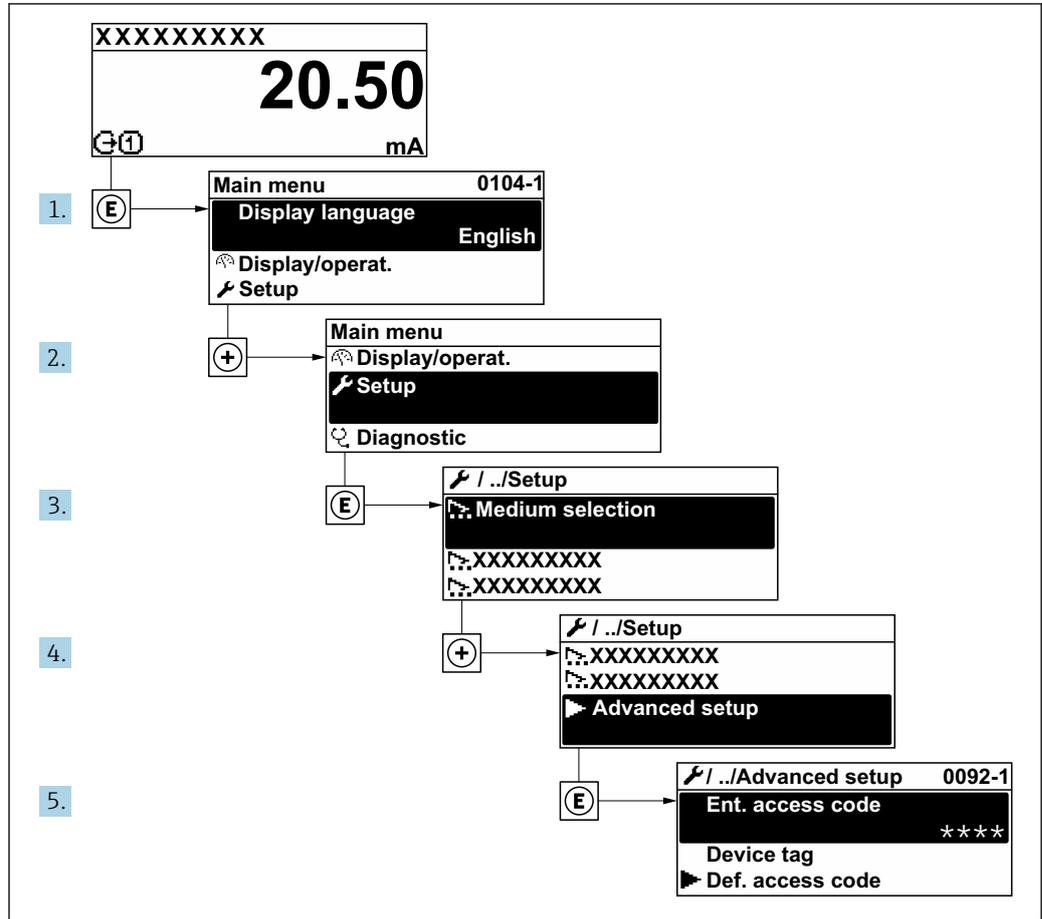 XXXXXXXXX
20.50
mA
1.
E
Main menu 0104-1
Display language
English
Display/operat.
Setup
2.
+
Main menu
Display/operat.
Setup
Diagnostic
3.
E
/ ../Setup
Medium selection
XXXXXXXXX
XXXXXXXXX
4.
+
/ ../Setup
XXXXXXXXX
XXXXXXXXX
Advanced setup
5.
E
/ ../Advanced setup 0092-1
Ent. access code
****
Device tag
Def. access code